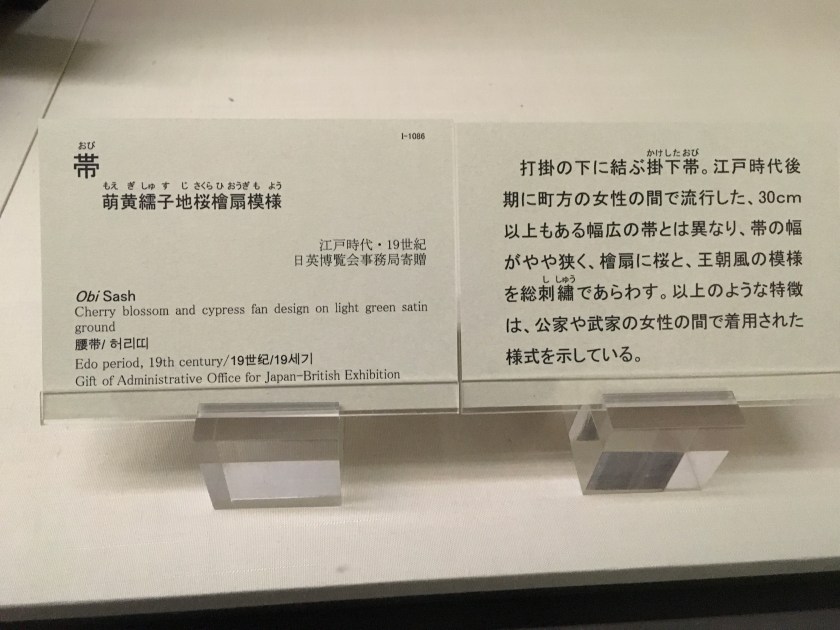 I-1086
おび
帯
もえ ぎ しゅ す じ さくら ひ おうぎ も よう
萌黄繻子地桜檜扇模様
江戸時代・19世紀
日英博覧会事務局寄贈
Obi Sash
Cherry blossom and cypress fan design on light green satin
ground
腰带/ 허리띠
Edo period, 19th century/19世纪/19세기
Gift of Administrative Office for Japan-British Exhibition
かけしたおび
打掛の下に結ぶ掛下帯。江戸時代後
期に町方の女性の間で流行した、30cm
以上もある幅広の帯とは異なり、帯の幅
がやや狭く、檜扇に桜と、王朝風の模様
し しゅう
を総刺繡であらわす。以上のような特徴
は、公家や武家の女性の間で着用された
様式を示している。